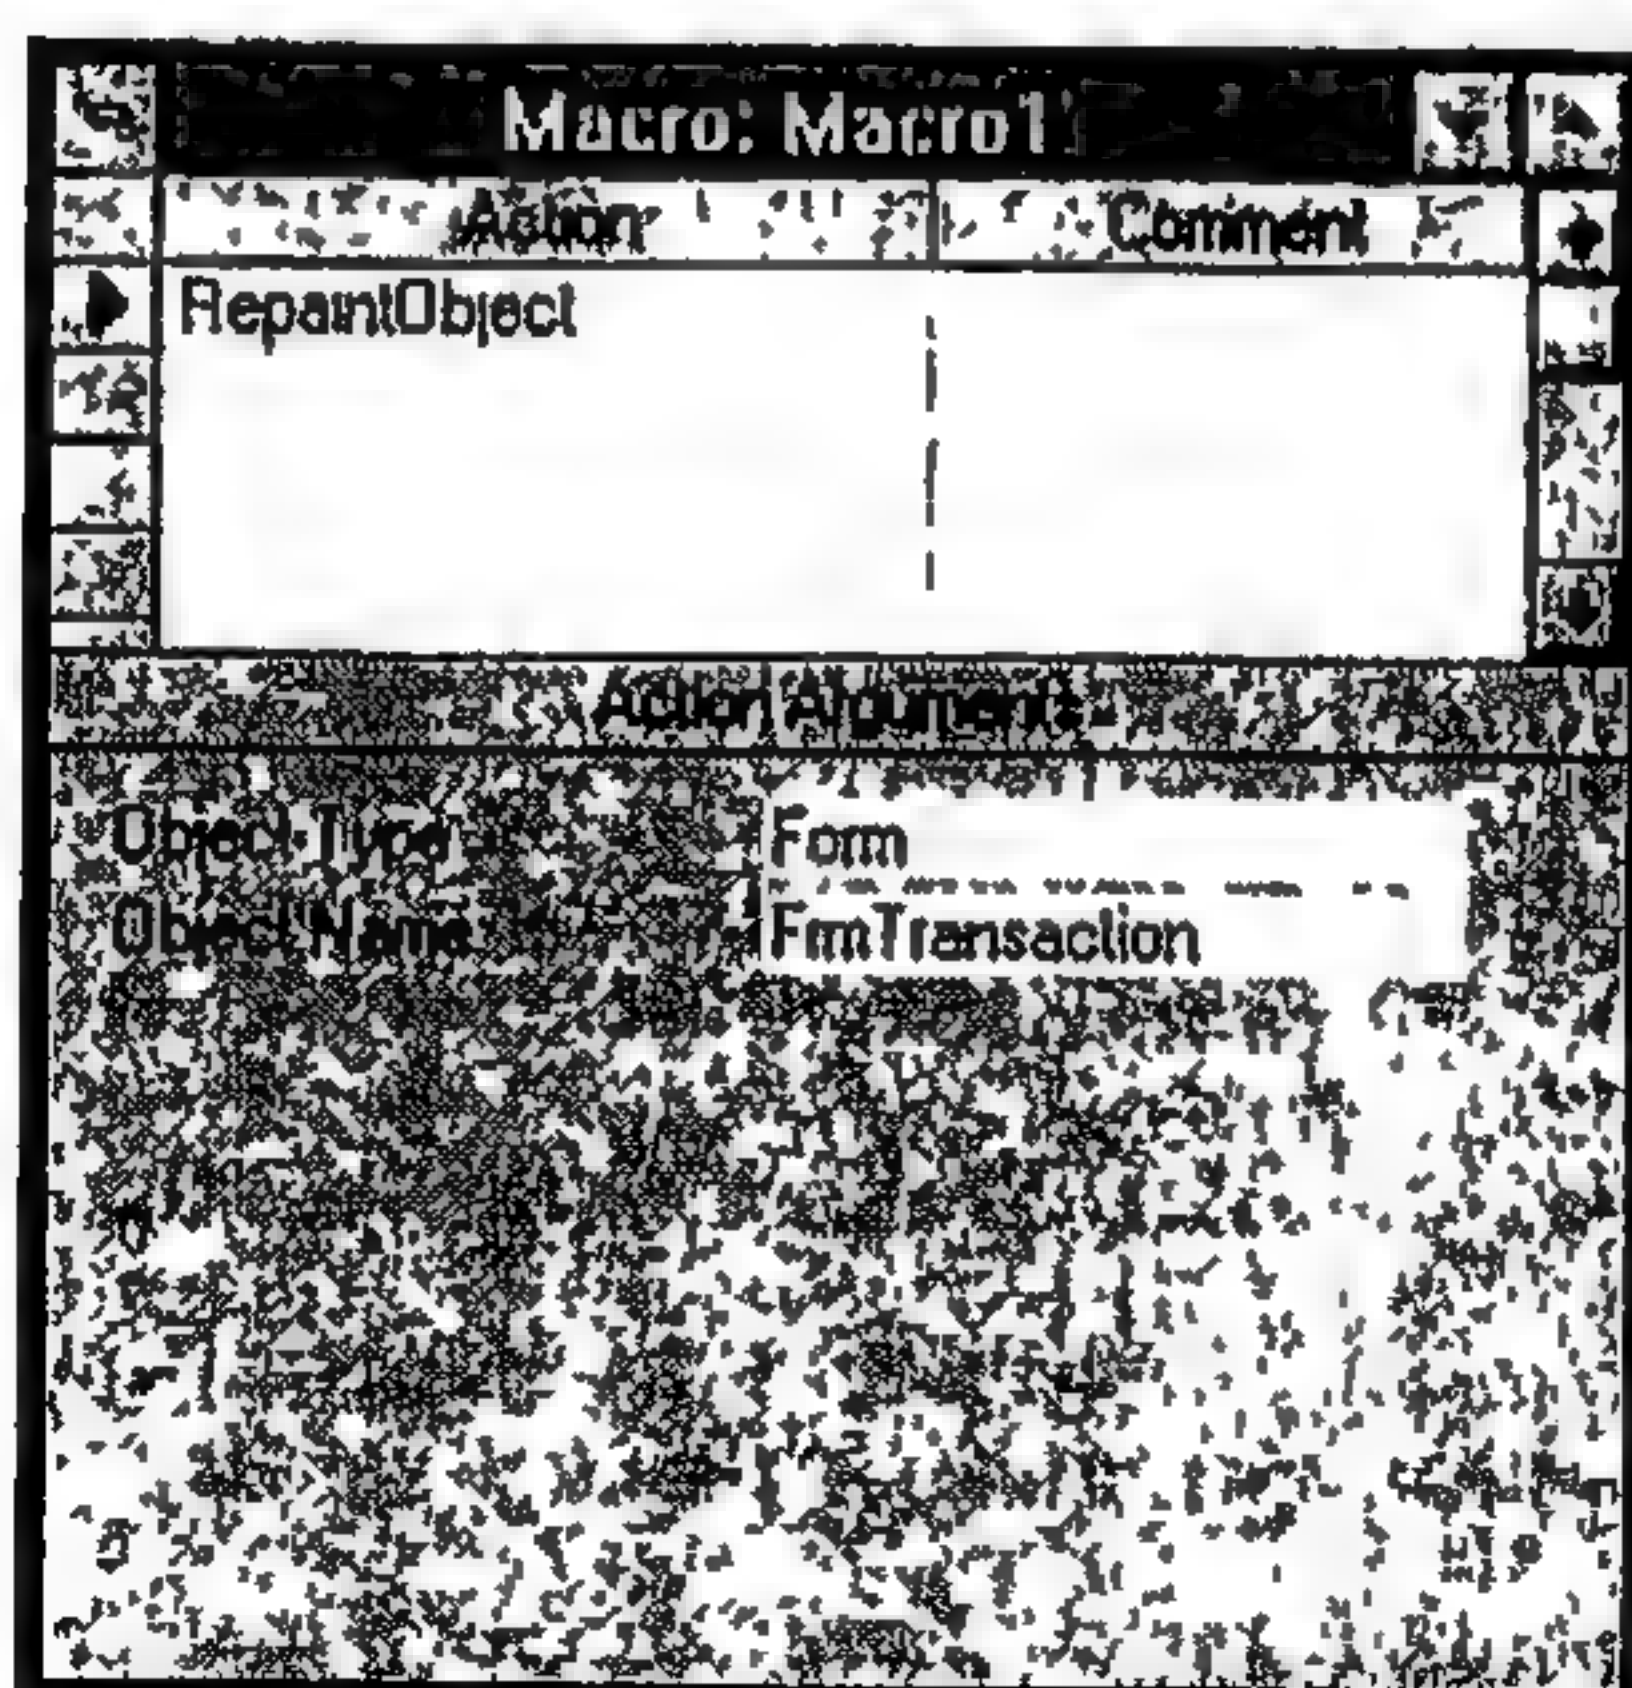 Macro: Macro1
Action Comment
RepaintObject
Action Arguments
Object Type Form
Object Name FrmTransaction